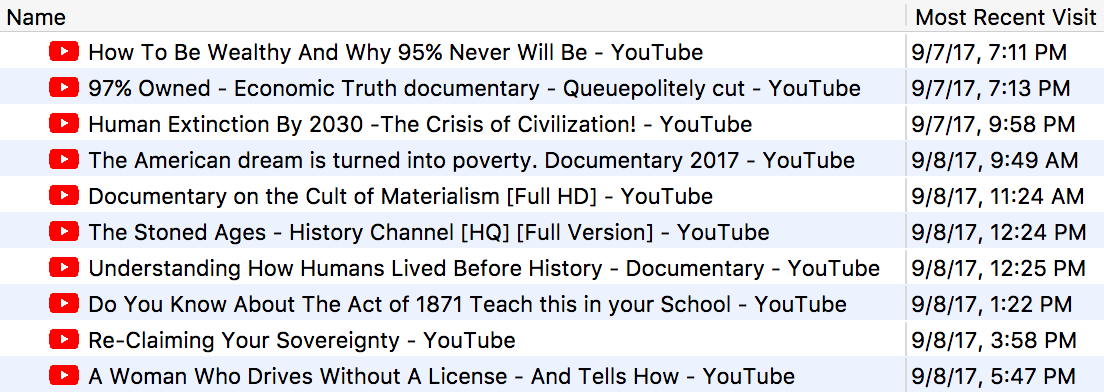 Name Most Recent Visit
How To Be Wealthy And Why 95% Never Will Be - YouTube 9/7/17, 7:11 PM
97% Owned - Economic Truth documentary - Queuepolitely cut - YouTube 9/7/17, 7:13 PM
Human Extinction By 2030 -The Crisis of Civilization! - YouTube 9/7/17, 9:58 PM
The American dream is turned into poverty. Documentary 2017 - YouTube 9/8/17, 9:49 AM
Documentary on the Cult of Materialism [Full HD] - YouTube 9/8/17, 11:24 AM
The Stoned Ages - History Channel [HQ] [Full Version] - YouTube 9/8/17, 12:24 PM
Understanding How Humans Lived Before History - Documentary - YouTube 9/8/17, 12:25 PM
Do You Know About The Act of 1871 Teach this in your School - YouTube 9/8/17, 1:22 PM
Re-Claiming Your Sovereignty - YouTube 9/8/17, 3:58 PM
A Woman Who Drives Without A License - And Tells How - YouTube 9/8/17, 5:47 PM